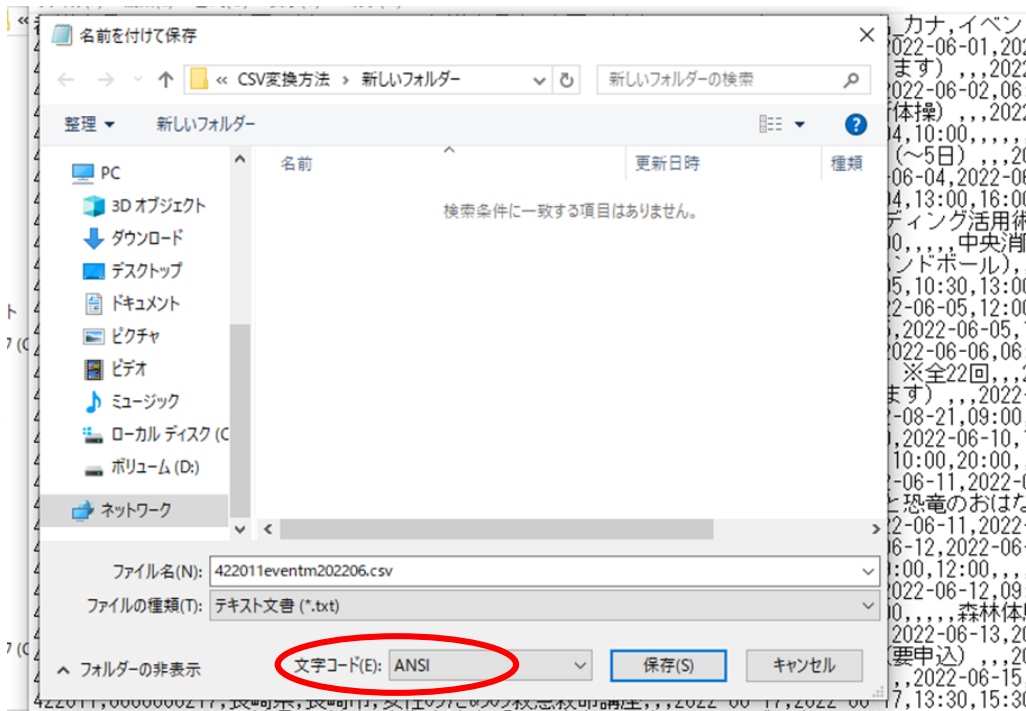 名前を付けて保存
« CSV変換方法 › 新しいフォルダー
新しいフォルダーの検索
整理
新しいフォルダー
名前
更新日時
種類
検索条件に一致する項目はありません。
PC
3D オブジェクト
ダウンロード
デスクトップ
ドキュメント
ピクチャ
ビデオ
ミュージック
ローカル ディスク (C
ボリューム (D:)
ネットワーク
ファイル名(N):
422011eventm202206.csv
ファイルの種類(T):
テキスト文書 (*.txt)
フォルダーの非表示
文字コード(E):
ANSI
保存(S)
キャンセル
_カナ,イベン
2022-06-01,202
ます) ,,,2022
2022-06-02,06:
体操) ,,,2022
04,10:00,,,,,
(～5日) ,,,20
-06-04,2022-06
04,13:00,16:00
ディング活用術
00,,,,,中央消
ンドボール),
05,10:30,13:00
2-06-05,12:00
,2022-06-05,
2022-06-06,06:
※全22回,,,2
ます) ,,,2022-
-08-21,09:00,
,2022-06-10,
10:00,20:00,
-06-11,2022-0
と恐竜のおはな
2-06-11,2022-
06-12,2022-06-
:00,12:00,,,
2022-06-12,09:
00,,,,,森林体
2022-06-13,20
(要申込) ,,,20
,,2022-06-15,
17,13:30,15:30